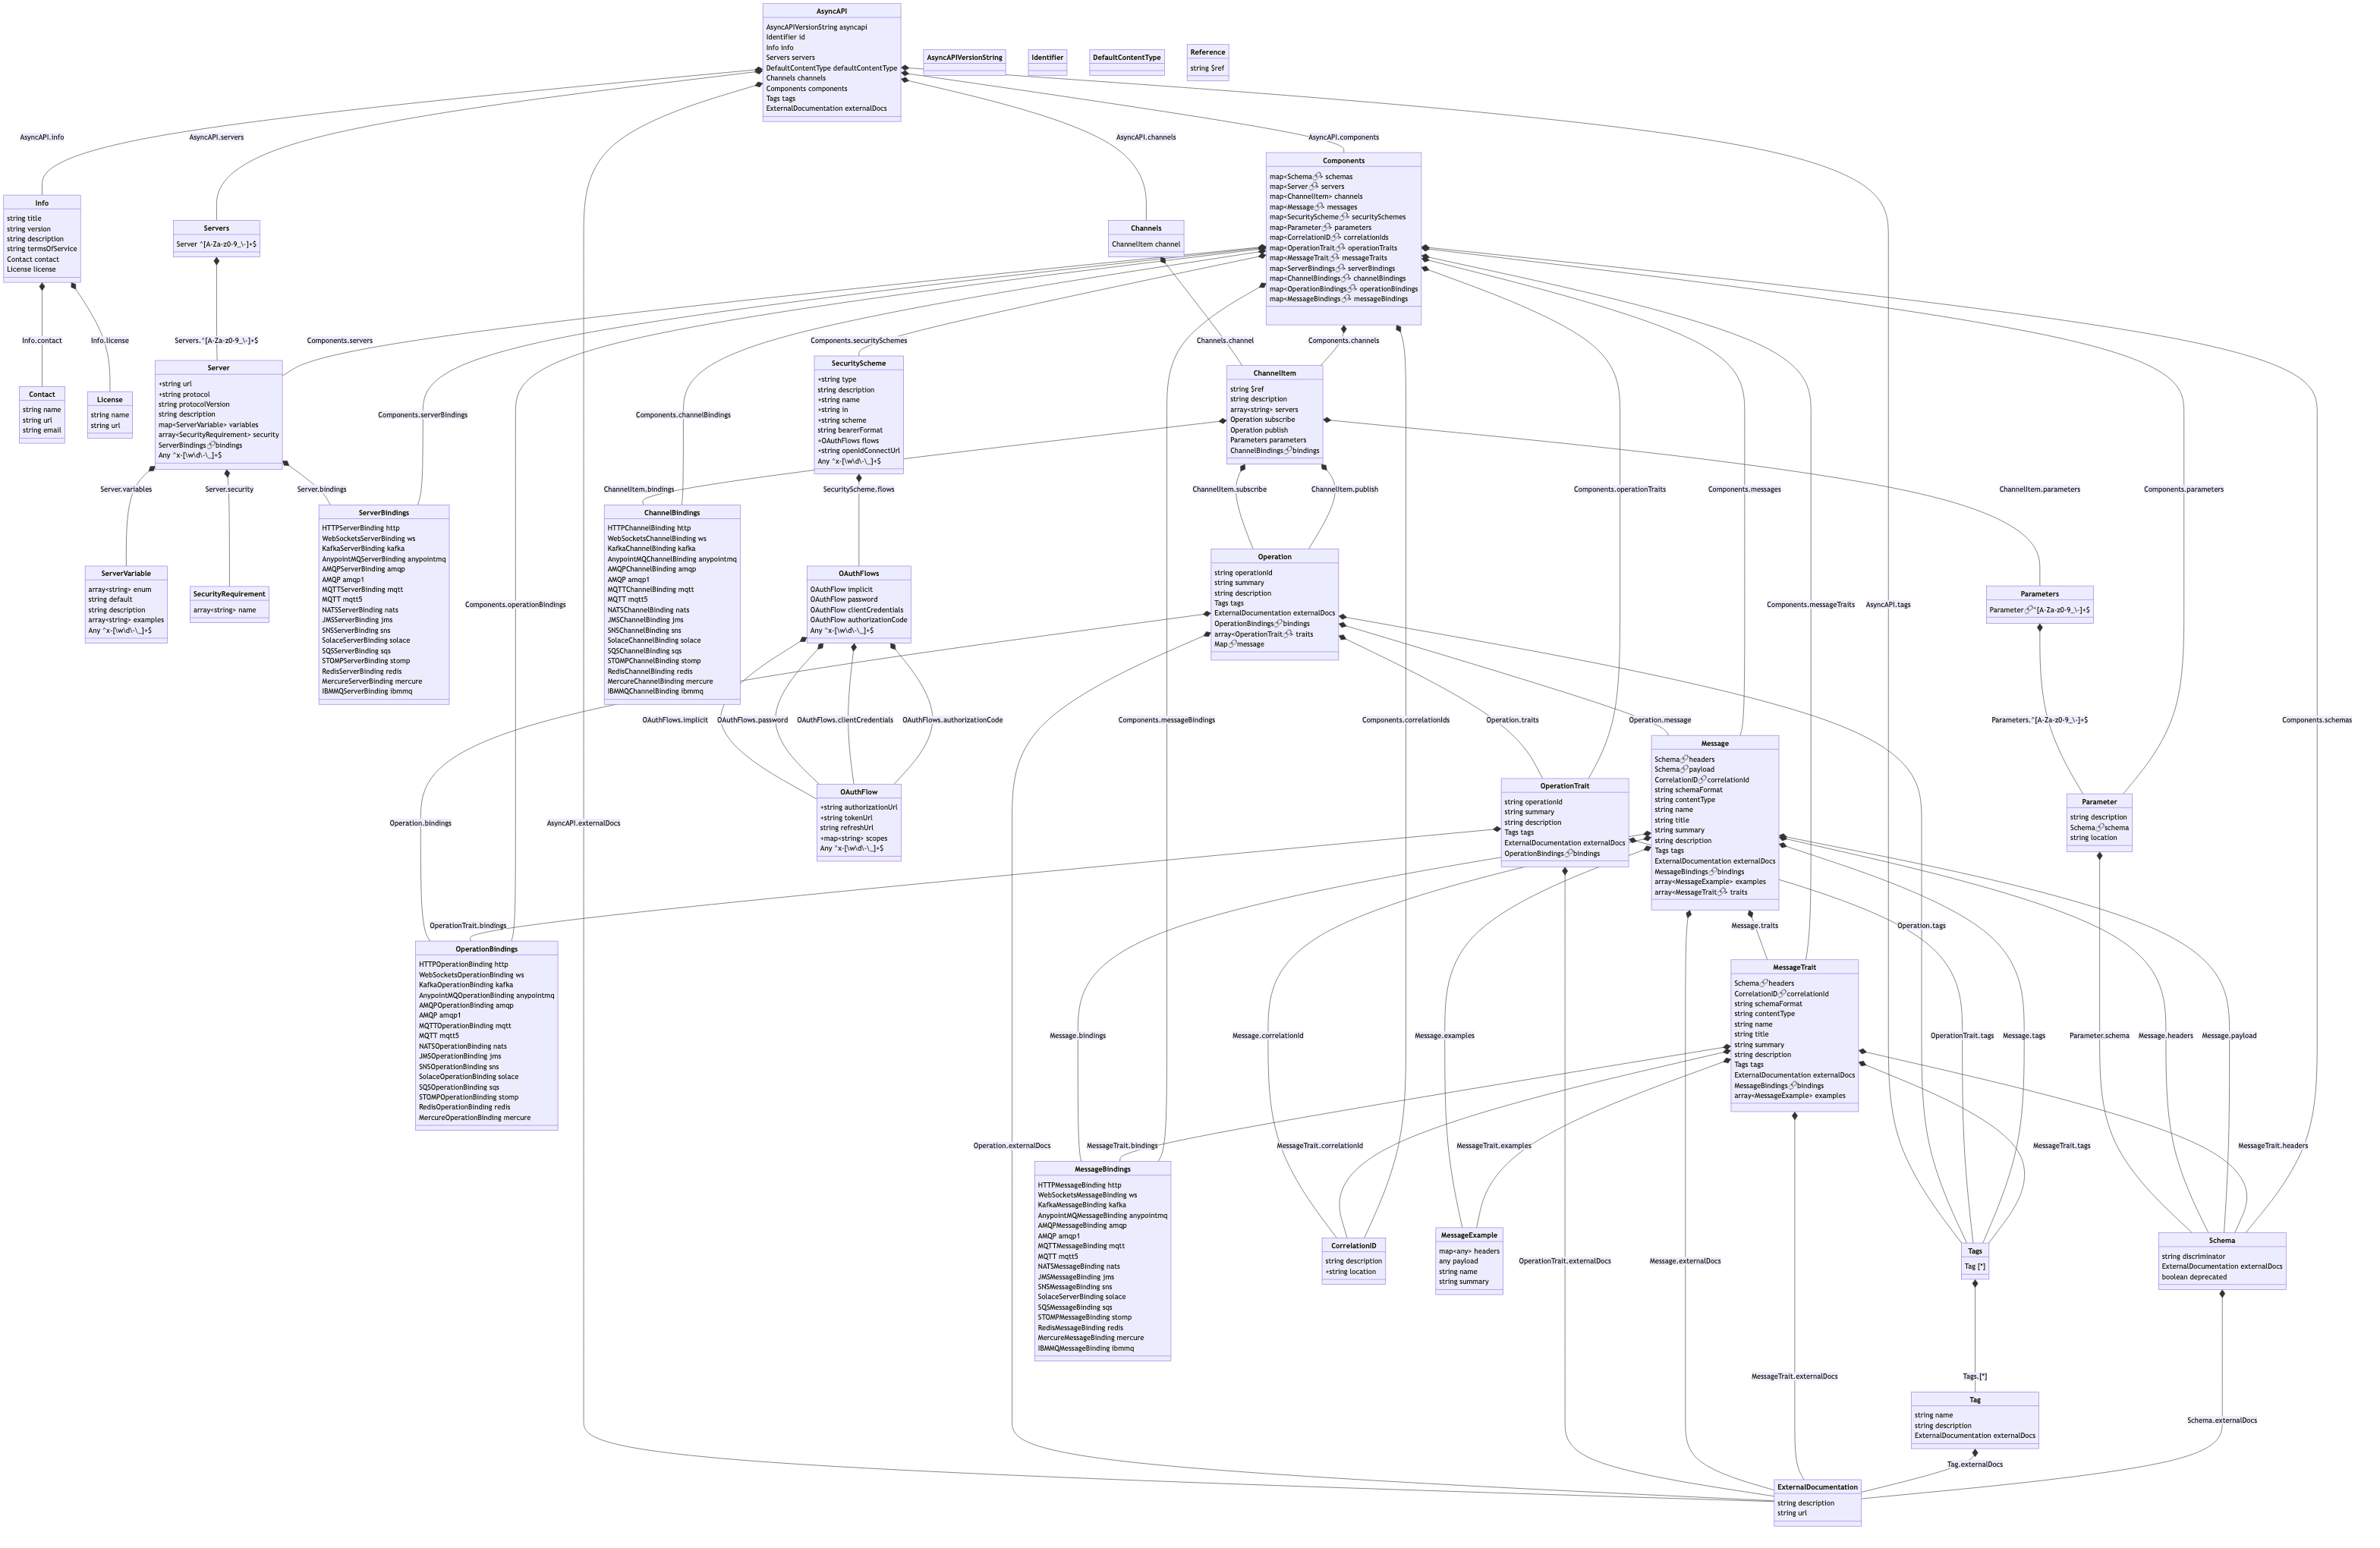 AsyncAPI
AsyncAPIVersionString asyncapi
Identifier id
Info info
Servers servers
DefaultContentType defaultContentType
Channels channels
Components components
Tags tags
ExternalDocumentation externalDocs
AsyncAPIVersionString
Identifier
DefaultContentType
Reference
string $ref
AsyncAPI.info
AsyncAPI.servers
AsyncAPI.channels
AsyncAPI.components
Info
string title
string version
string description
string termsOfService
Contact contact
License license
Servers
Server ^[A-Za-z0-9_\-]+$
Channels
ChannelItem channel
Components
map<Schema🔗> schemas
map<Server🔗> servers
map<ChannelItem> channels
map<Message🔗> messages
map<SecurityScheme🔗> securitySchemes
map<Parameter🔗> parameters
map<CorrelationID🔗> correlationIds
map<OperationTrait🔗> operationTraits
map<MessageTrait🔗> messageTraits
map<ServerBindings🔗> serverBindings
map<ChannelBindings🔗> channelBindings
map<OperationBindings🔗> operationBindings
map<MessageBindings🔗> messageBindings
Info.contact
Info.license
Servers.^[A-Za-z0-9_\-]+$
Components.servers
Components.securitySchemes
Channels.channel
Components.channels
Contact
string name
string url
string email
License
string name
string url
Server
+string url
+string protocol
string protocolVersion
string description
map<ServerVariable> variables
array<SecurityRequirement> security
ServerBindings🔗bindings
Any ^x-[\w\d\-\_]+$
Components.serverBindings
Components.channelBindings
SecurityScheme
+string type
string description
+string name
+string in
+string scheme
string bearerFormat
+OAuthFlows flows
+string openIdConnectUrl
Any ^x-[\w\d\-\_]+$
ChannelItem
string $ref
string description
array<string> servers
Operation subscribe
Operation publish
Parameters parameters
ChannelBindings🔗bindings
Server.variables
Server.security
Server.bindings
ChannelItem.bindings
SecurityScheme.flows
ChannelItem.subscribe
ChannelItem.publish
Components.operationTraits
Components.messages
ChannelItem.parameters
Components.parameters
ServerVariable
array<string> enum
string default
string description
array<string> examples
Any ^x-[\w\d\-\_]+$
SecurityRequirement
array<string> name
ServerBindings
HTTPServerBinding http
WebSocketsServerBinding ws
KafkaServerBinding kafka
AnypointMQServerBinding anypointmq
AMQPServerBinding amqp
AMQP amqp1
MQTTServerBinding mqtt
MQTT mqtt5
NATSServerBinding nats
JMSServerBinding jms
SNSServerBinding sns
SolaceServerBinding solace
SQSServerBinding sqs
STOMPServerBinding stomp
RedisServerBinding redis
MercureServerBinding mercure
IBMMQServerBinding ibmmq
Components.operationBindings
ChannelBindings
HTTPChannelBinding http
WebSocketsChannelBinding ws
KafkaChannelBinding kafka
AnypointMQChannelBinding anypointmq
AMQPChannelBinding amqp
AMQP amqp1
MQTTChannelBinding mqtt
MQTT mqtt5
NATSChannelBinding nats
JMSChannelBinding jms
SNSChannelBinding sns
SolaceChannelBinding solace
SQSChannelBinding sqs
STOMPChannelBinding stomp
RedisChannelBinding redis
MercureChannelBinding mercure
IBMMQChannelBinding ibmmq
OAuthFlows
OAuthFlow implicit
OAuthFlow password
OAuthFlow clientCredentials
OAuthFlow authorizationCode
Any ^x-[\w\d\-\_]+$
Operation
string operationId
string summary
string description
Tags tags
ExternalDocumentation externalDocs
OperationBindings🔗bindings
array<OperationTrait🔗> traits
Map🔗message
Components.messageTraits
AsyncAPI.tags
Parameters
Parameter🔗^[A-Za-z0-9_\-]+$
OAuthFlows.implicit
OAuthFlows.password
OAuthFlows.clientCredentials
OAuthFlows.authorizationCode
Components.messageBindings
Components.correlationIds
Operation.traits
Operation.message
Parameters.^[A-Za-z0-9_\-]+$
Components.schemas
Operation.bindings
AsyncAPI.externalDocs
OAuthFlow
+string authorizationUrl
+string tokenUrl
string refreshUrl
+map<string> scopes
Any ^x-[\w\d\-\_]+$
OperationTrait
string operationId
string summary
string description
Tags tags
ExternalDocumentation externalDocs
OperationBindings🔗bindings
Message
Schema🔗headers
Schema🔗payload
CorrelationID🔗correlationId
string schemaFormat
string contentType
string name
string title
string summary
string description
Tags tags
ExternalDocumentation externalDocs
MessageBindings🔗bindings
array<MessageExample> examples
array<MessageTrait🔗> traits
Parameter
string description
Schema🔗schema
string location
OperationTrait.bindings
Message.traits
Operation.tags
OperationBindings
HTTPOperationBinding http
WebSocketsOperationBinding ws
KafkaOperationBinding kafka
AnypointMQOperationBinding anypointmq
AMQPOperationBinding amqp
AMQP amqp1
MQTTOperationBinding mqtt
MQTT mqtt5
NATSOperationBinding nats
JMSOperationBinding jms
SNSOperationBinding sns
SolaceOperationBinding solace
SQSOperationBinding sqs
STOMPOperationBinding stomp
RedisOperationBinding redis
MercureOperationBinding mercure
Message.bindings
Message.correlationId
Message.examples
MessageTrait
Schema🔗headers
CorrelationID🔗correlationId
string schemaFormat
string contentType
string name
string title
string summary
string description
Tags tags
ExternalDocumentation externalDocs
MessageBindings🔗bindings
array<MessageExample> examples
OperationTrait.tags
Message.tags
Parameter.schema
Message.headers
Message.payload
Operation.externalDocs
MessageTrait.bindings
MessageTrait.correlationId
MessageTrait.examples
MessageTrait.tags
MessageTrait.headers
MessageBindings
HTTPMessageBinding http
WebSocketsMessageBinding ws
KafkaMessageBinding kafka
AnypointMQMessageBinding anypointmq
AMQPMessageBinding amqp
AMQP amqp1
MQTTMessageBinding mqtt
MQTT mqtt5
NATSMessageBinding nats
JMSMessageBinding jms
SNSMessageBinding sns
SolaceServerBinding solace
SQSMessageBinding sqs
STOMPMessageBinding stomp
RedisMessageBinding redis
MercureMessageBinding mercure
IBMMQMessageBinding ibmmq
CorrelationID
string description
+string location
MessageExample
map<any> headers
any payload
string name
string summary
OperationTrait.externalDocs
Message.externalDocs
Tags
Tag [*]
Schema
string discriminator
ExternalDocumentation externalDocs
boolean deprecated
MessageTrait.externalDocs
Tags.[*]
Tag
string name
string description
ExternalDocumentation externalDocs
Schema.externalDocs
Tag.externalDocs
ExternalDocumentation
string description
string url